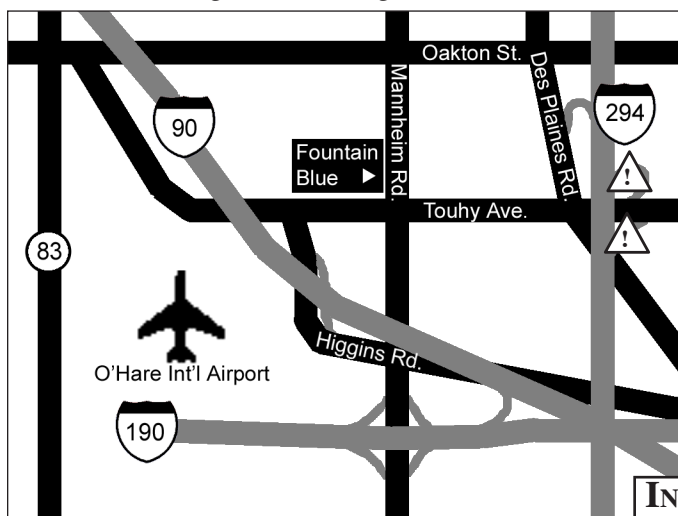 Oakton St.
Des Plaines Rd.
Mannheim Rd.
294
90
Fountain
Blue
!
Touhy Ave.
!
83
Higgins Rd.
O'Hare Int'l Airport
190
IN